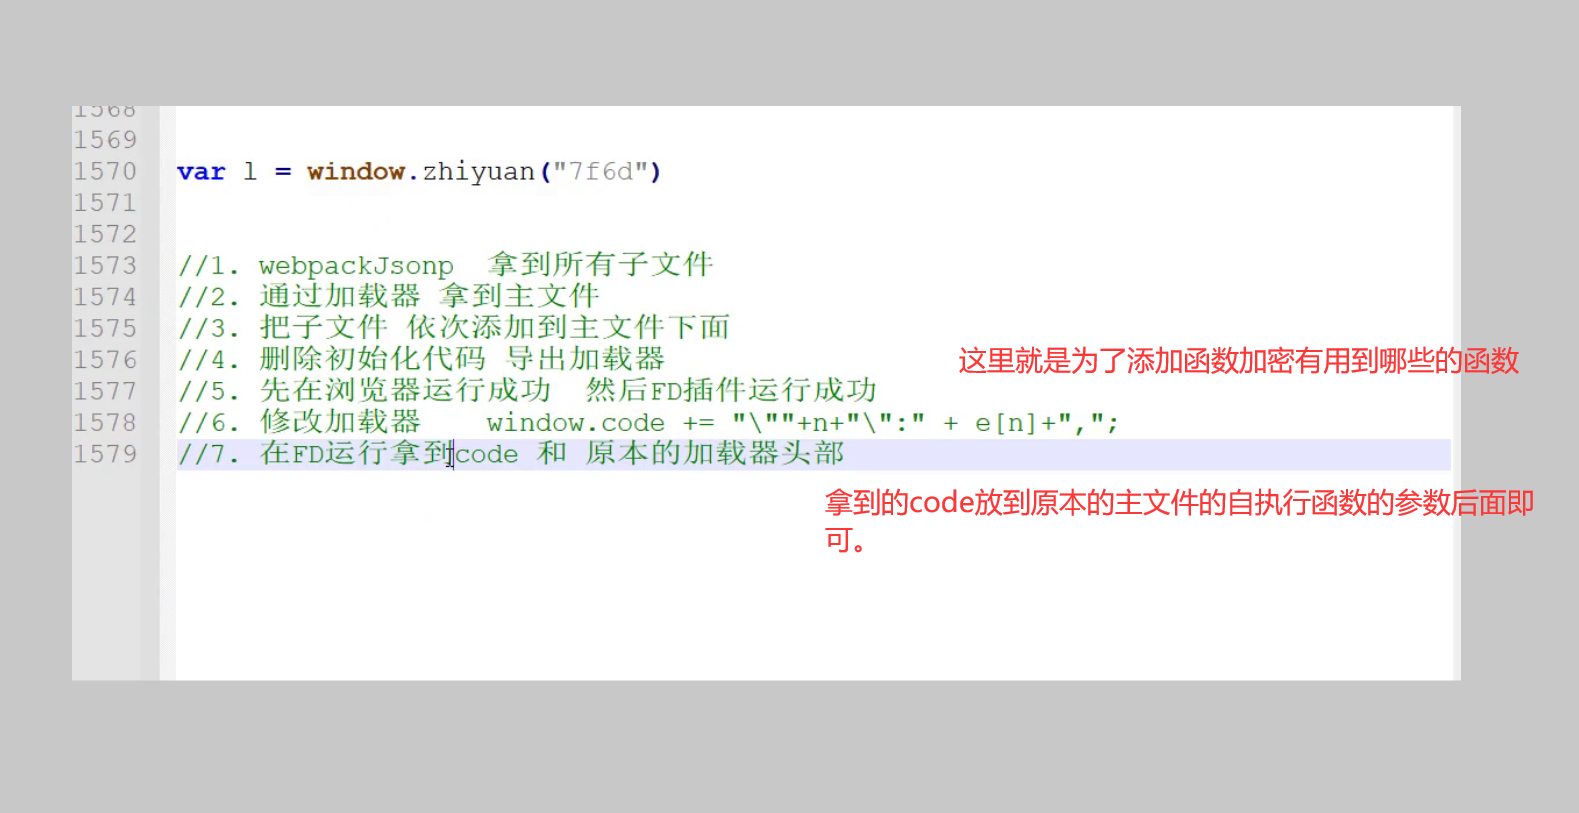 1568
1569
1570 var l = window.zhiyuan("7f6d")
1571
1572
1573 //1. webpackJsonp 拿到所有子文件
1574 //2. 通过加载器 拿到主文件
1575 //3. 把子文件 依次添加到主文件下面
1576 //4. 删除初始化代码 导出加载器
这里就是为了添加函数加密有用到哪些的函数
1577 //5. 先在浏览器运行成功 然后FD插件运行成功
1578 //6. 修改加载器 window.code += "\""+n+"\":" + e[n]+",";
1579 //7. 在FD运行拿到code 和 原本的加载器头部
拿到的code放到原本的主文件的自执行函数的参数后面即
可。